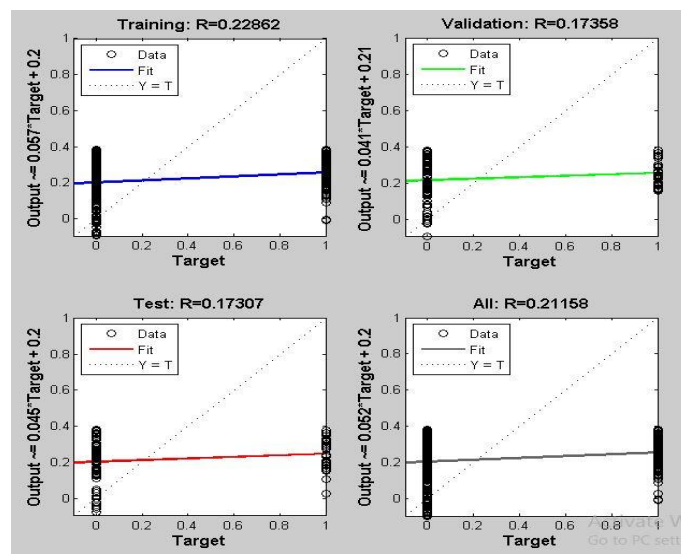 Training: R=0.22862
Output ~= 0.057*Target + 0.2
1
0.8
0.6
0.4
0.2
0
Data
Fit
Y = T
0 0.2 0.4 0.6 0.8 1
Target
Validation: R=0.17358
Output ~= 0.041*Target + 0.21
1
0.8
0.6
0.4
0.2
0
Data
Fit
Y = T
0 0.2 0.4 0.6 0.8 1
Target
Test: R=0.17307
Output ~= 0.045*Target + 0.2
1
0.8
0.6
0.4
0.2
0
Data
Fit
Y = T
0 0.2 0.4 0.6 0.8 1
Target
All: R=0.21158
Output ~= 0.052*Target + 0.2
1
0.8
0.6
0.4
0.2
0
Data
Fit
Y = T
0 0.2 0.4 0.6 0.8 1
Target
Activate W
Go to PC sett